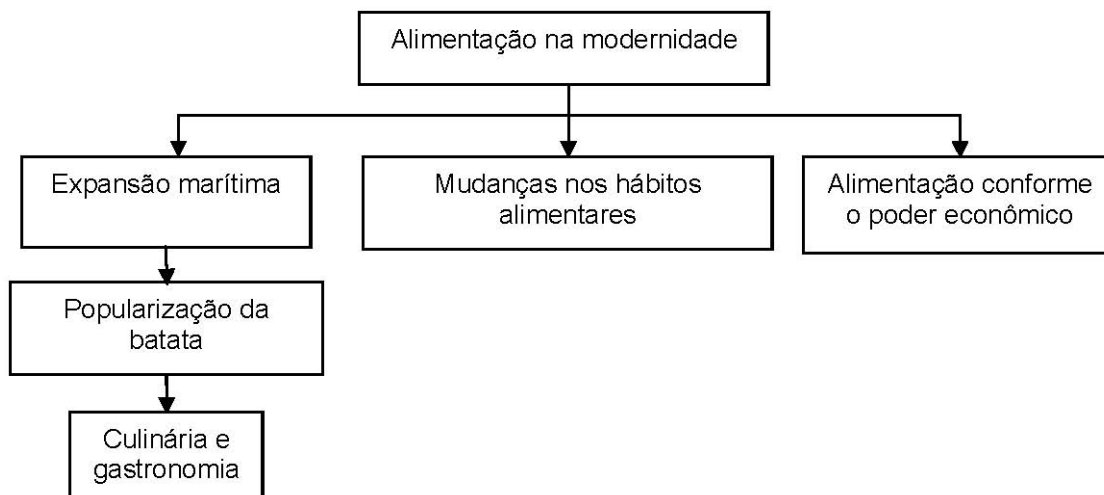 Alimentação na modernidade
Expansão marítima
Mudanças nos hábitos
alimentares
Alimentação conforme
o poder econômico
Popularização da
batata
Culinária e
gastronomia